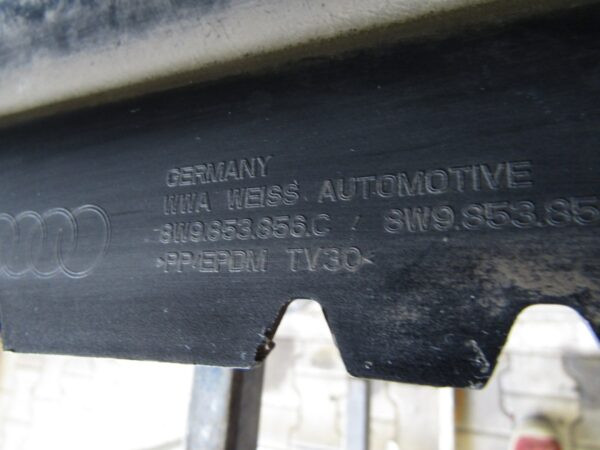 GERMANY
WWA WEISS AUTOMOTIVE
8W9.853.856.C / 8W9.853.85
>PP/EPDM TV30<